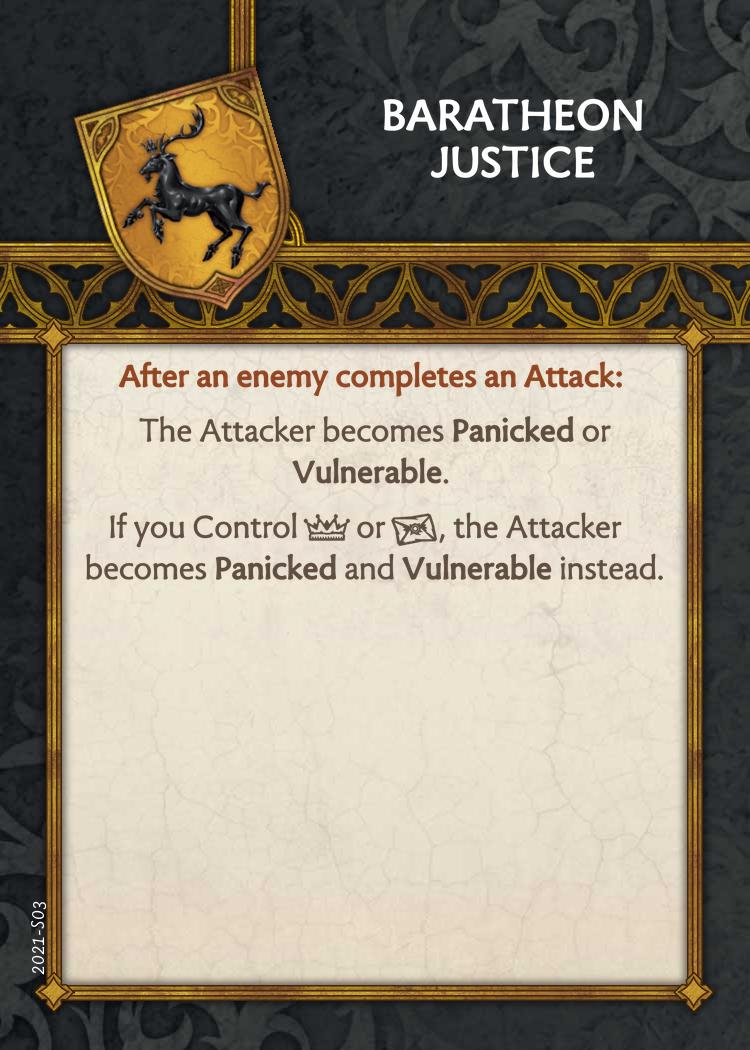 BARATHEON
JUSTICE
After an enemy completes an Attack:
The Attacker becomes Panicked or
Vulnerable.
If you Control or , the Attacker
becomes Panicked and Vulnerable instead.
2021-S03